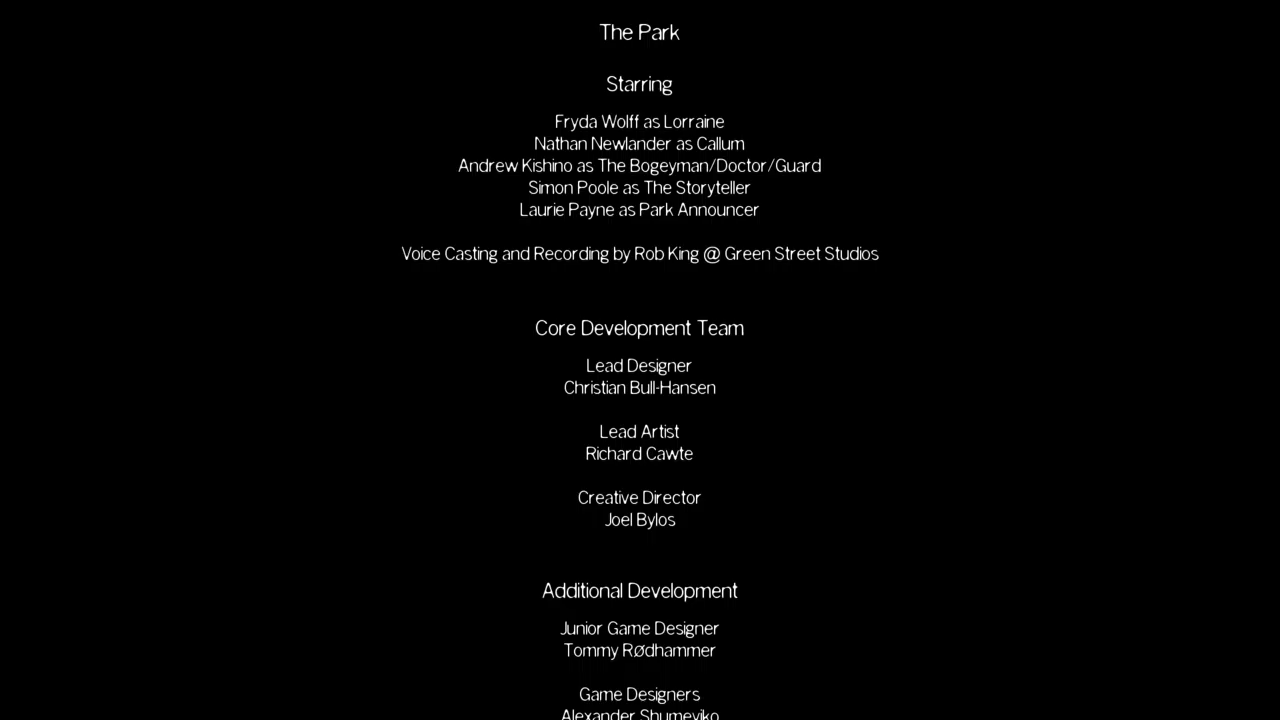 The Park
Starring
Fryda Wolff as Lorraine
Nathan Newlander as Callum
Andrew Kishino as The Bogeyman/Doctor/Guard
Simon Poole as The Storyteller
Laurie Payne as Park Announcer
Voice Casting and Recording by Rob King @ Green Street Studios
Core Development Team
Lead Designer
Christian Bull-Hansen
Lead Artist
Richard Cawte
Creative Director
Joel Bylos
Additional Development
Junior Game Designer
Tommy Rødhammer
Game Designers
Alexander Shumeyko